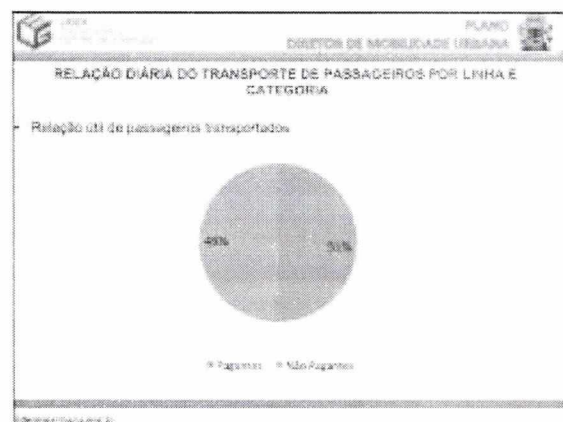 PLANO
DIRETOR DE MOBILIDADE URBANA
RELAÇÃO DIÁRIA DO TRANSPORTE DE PASSAGEIROS POR LINHA E
CATEGORIA
- Relação útil de passageiros transportados
49% 51%
Pagantes Não Pagantes